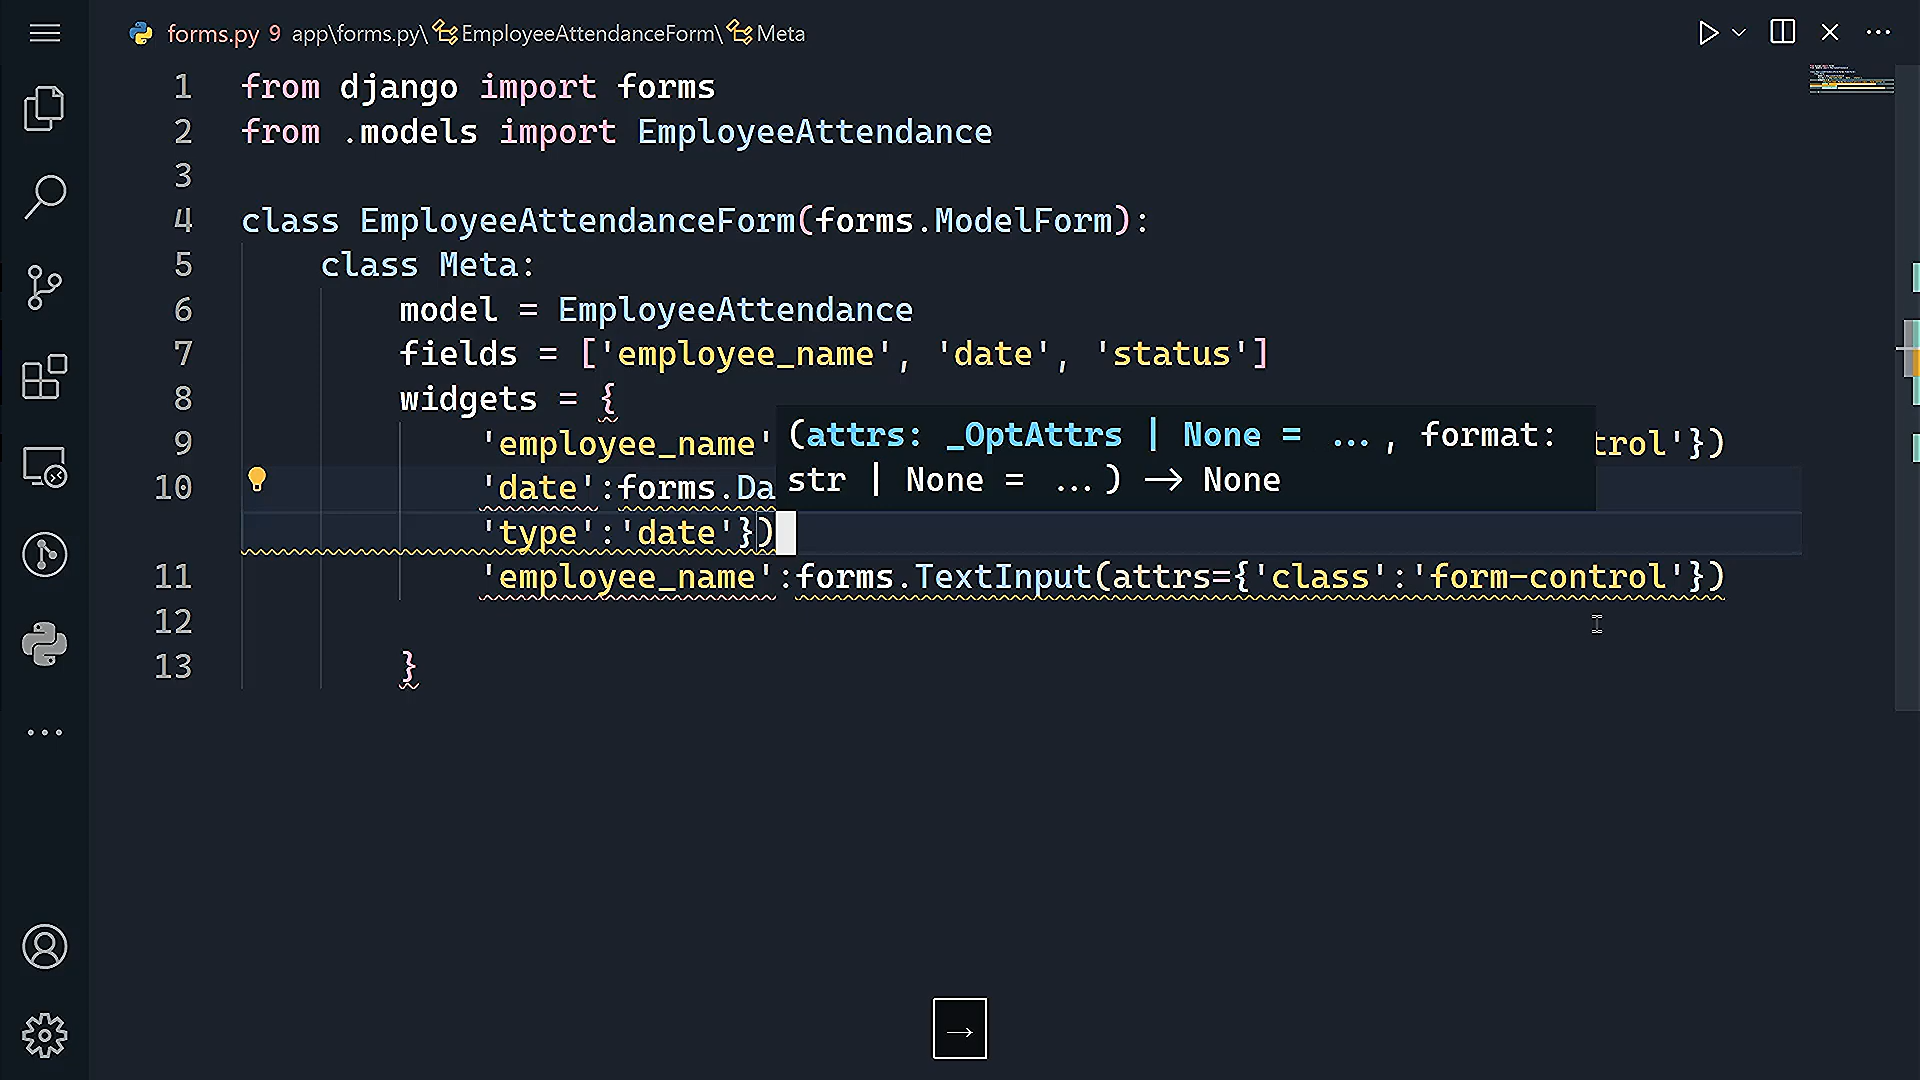 forms.py 9 app\forms.py\EmployeeAttendanceForm\Meta
1 from django import forms
2 from .models import EmployeeAttendance
3
4 class EmployeeAttendanceForm(forms.ModelForm):
5 class Meta:
6 model = EmployeeAttendance
7 fields = ['employee_name', 'date', 'status']
8 widgets = {
(attrs: _OptAttrs | None = ..., format:
str | None = ...) → None
9 'employee_name' trol'})
10 'date':forms.Da
'type':'date'})
11 'employee_name':forms.TextInput(attrs={'class':'form-control'})
12
13 }
→